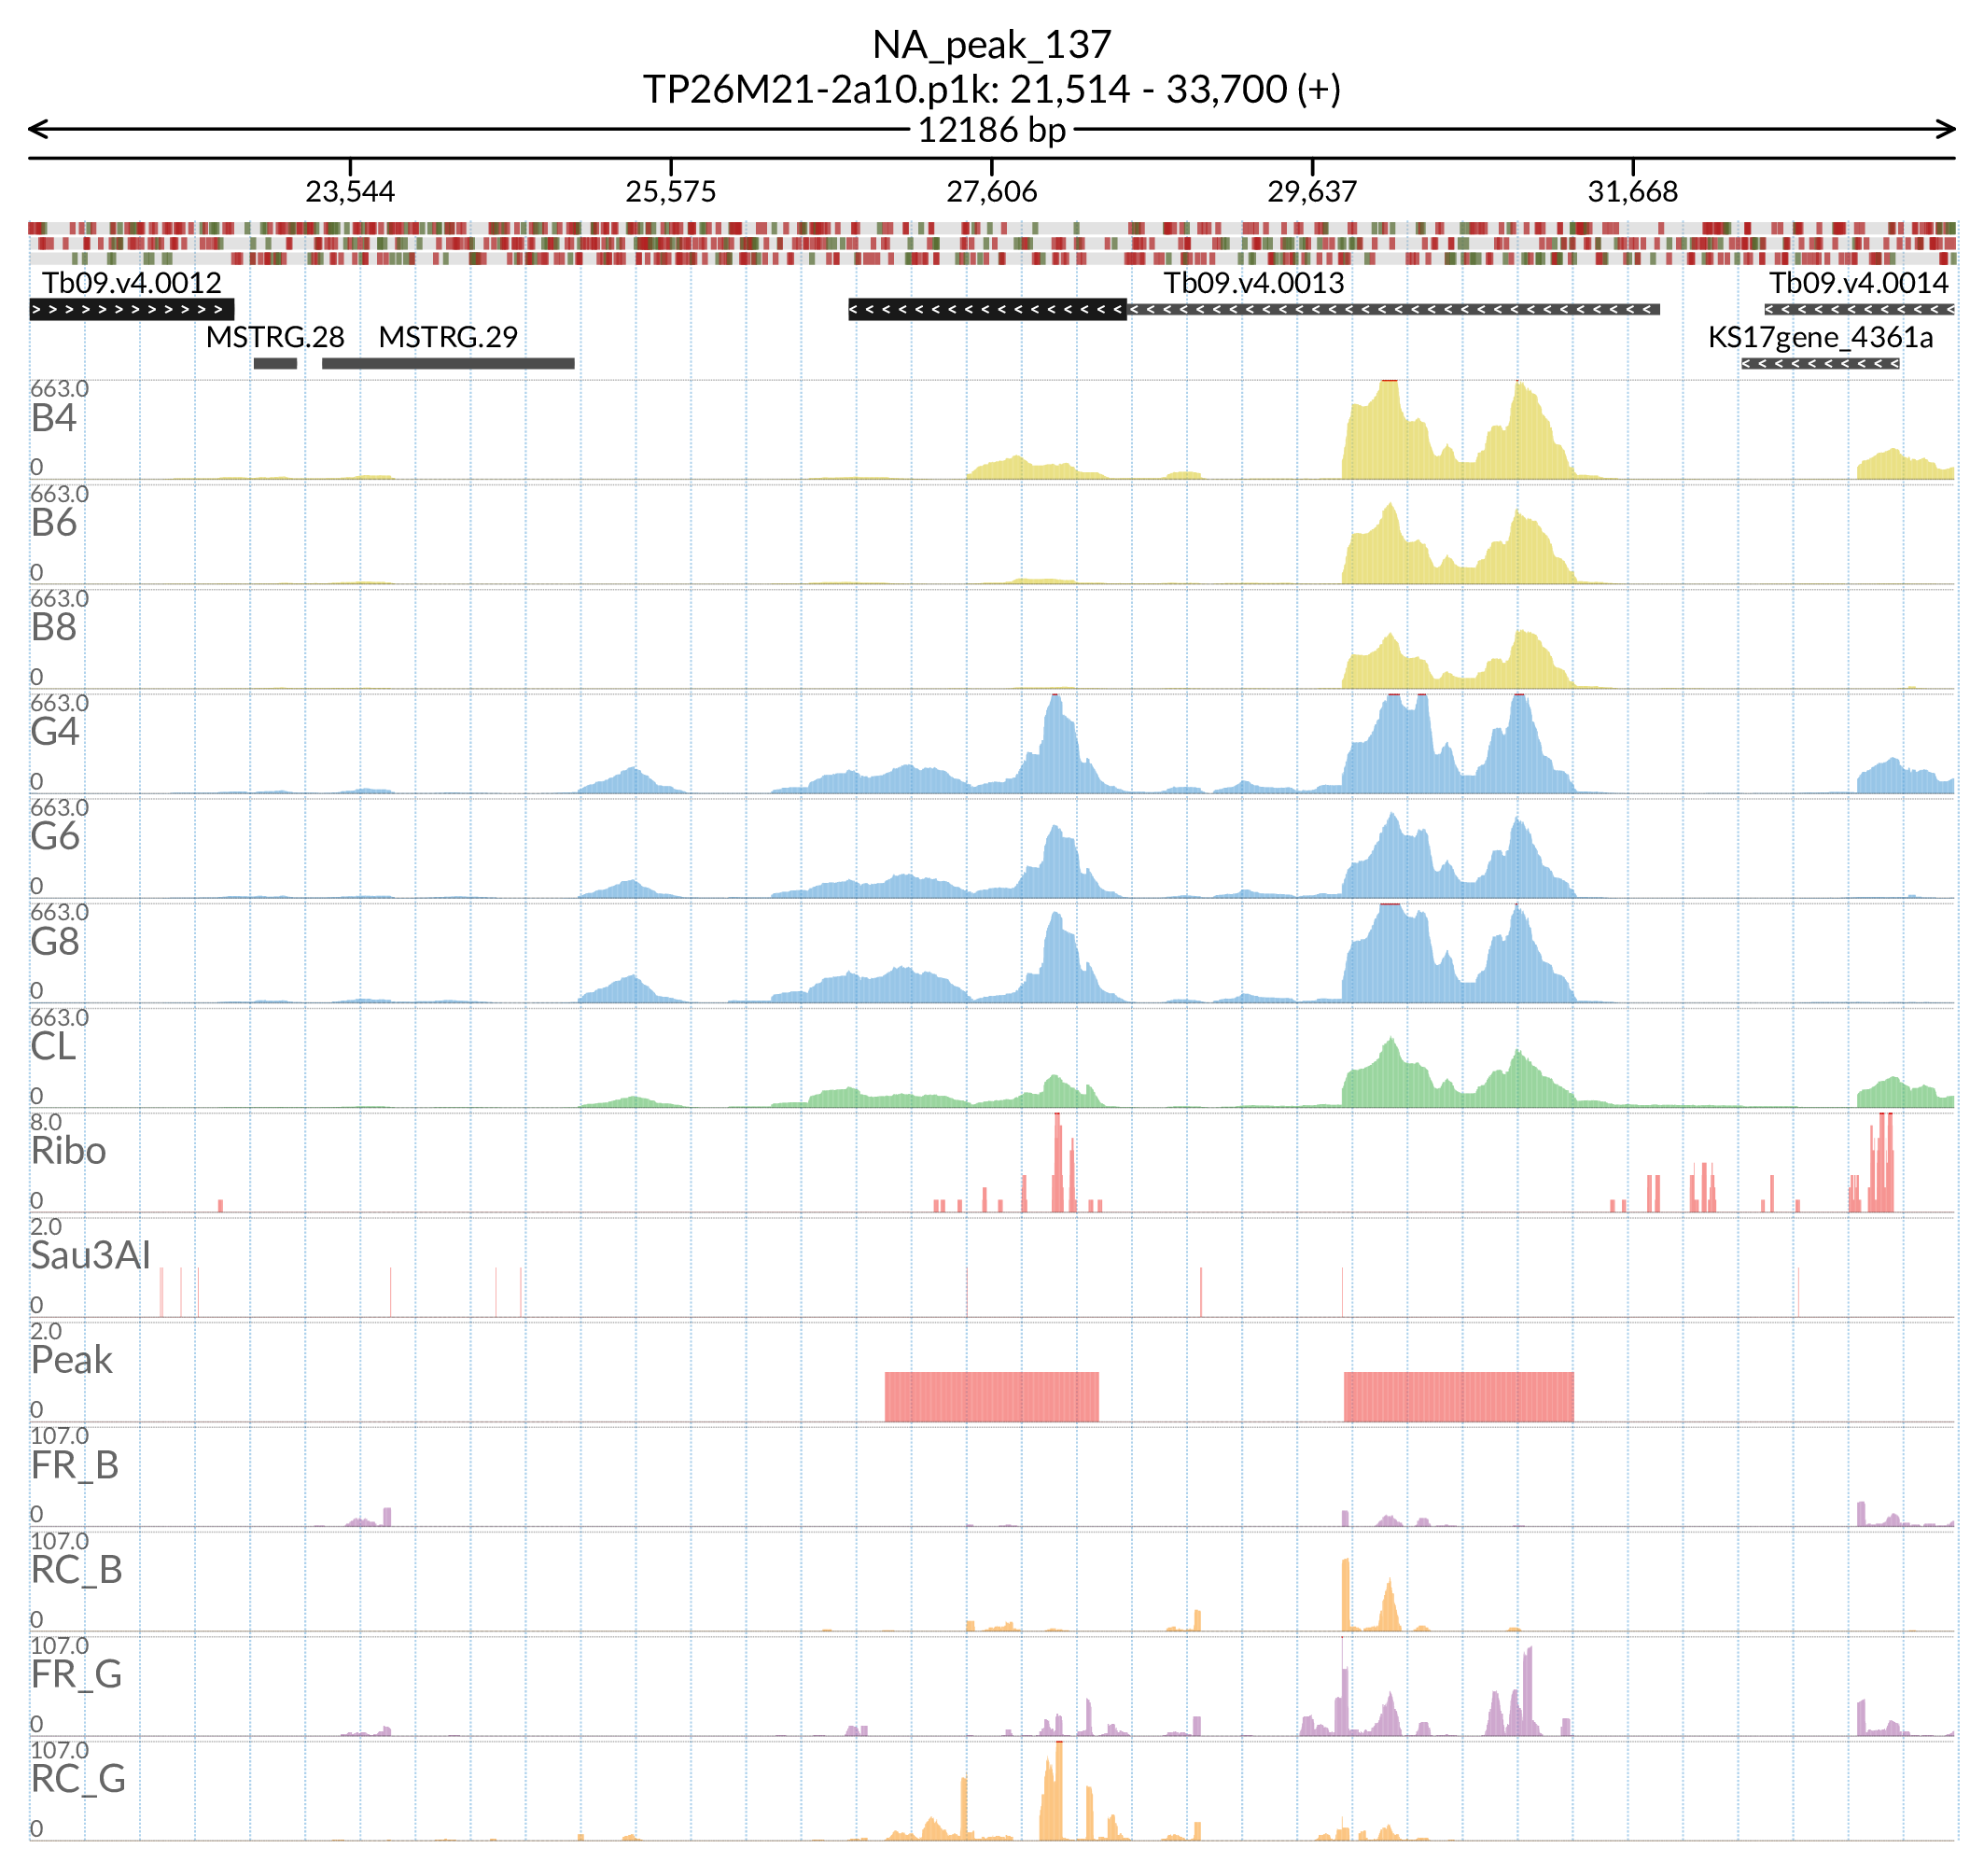 NA_peak_137
TP26M21-2a10.p1k: 21,514 - 33,700 (+)
12186 bp
23,544 25,575 27,606 29,637 31,668
Tb09.v4.0012 Tb09.v4.0013 Tb09.v4.0014
MSTRG.28 MSTRG.29 KS17gene_4361a
663.0
B4
0
663.0
B6
0
663.0
B8
0
663.0
G4
0
663.0
G6
0
663.0
G8
0
663.0
CL
0
8.0
Ribo
0
2.0
Sau3AI
0
2.0
Peak
0
107.0
FR_B
0
107.0
RC_B
0
107.0
FR_G
0
107.0
RC_G
0